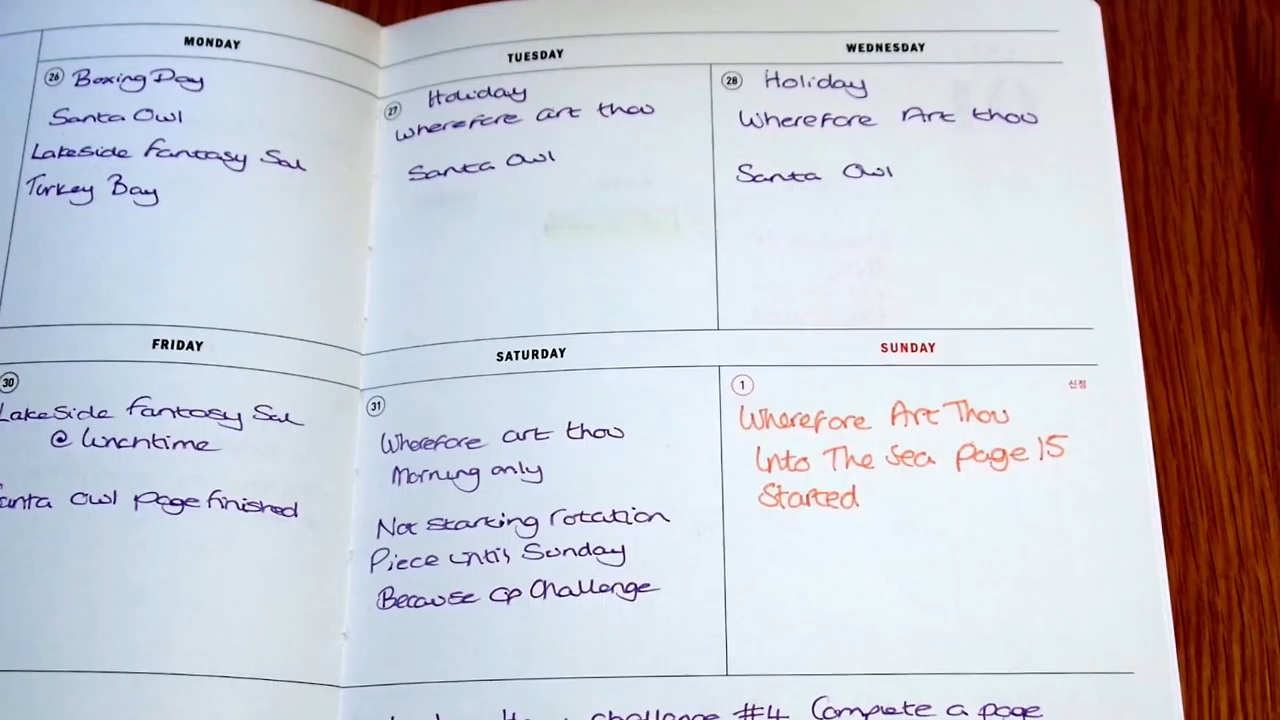 MONDAY
26 Boxing Day
Santa Owl
Lakeside Fantasy Sal
Turkey Bay
TUESDAY
27 Holiday
Wherefore art thou
Santa Owl
WEDNESDAY
28 Holiday
Wherefore Art thou
Santa Owl
FRIDAY
30
Lakeside Fantasy Sal
@ lunchtime
Santa Owl page finished
SATURDAY
31
Wherefore art thou
Morning only
Not starting rotation
Piece until Sunday
Because Cp Challenge
SUNDAY
1 신정
Wherefore Art Thou
Into The Sea Page 15
Started
challenge #4 Complete a page